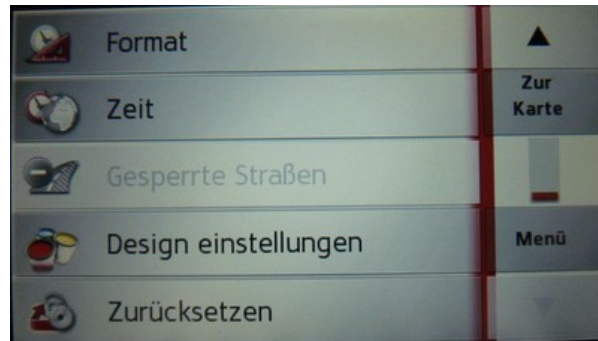 Format
Zeit
Gesperrte Straßen
Design einstellungen
Zurücksetzen
Zur
Karte
Menü